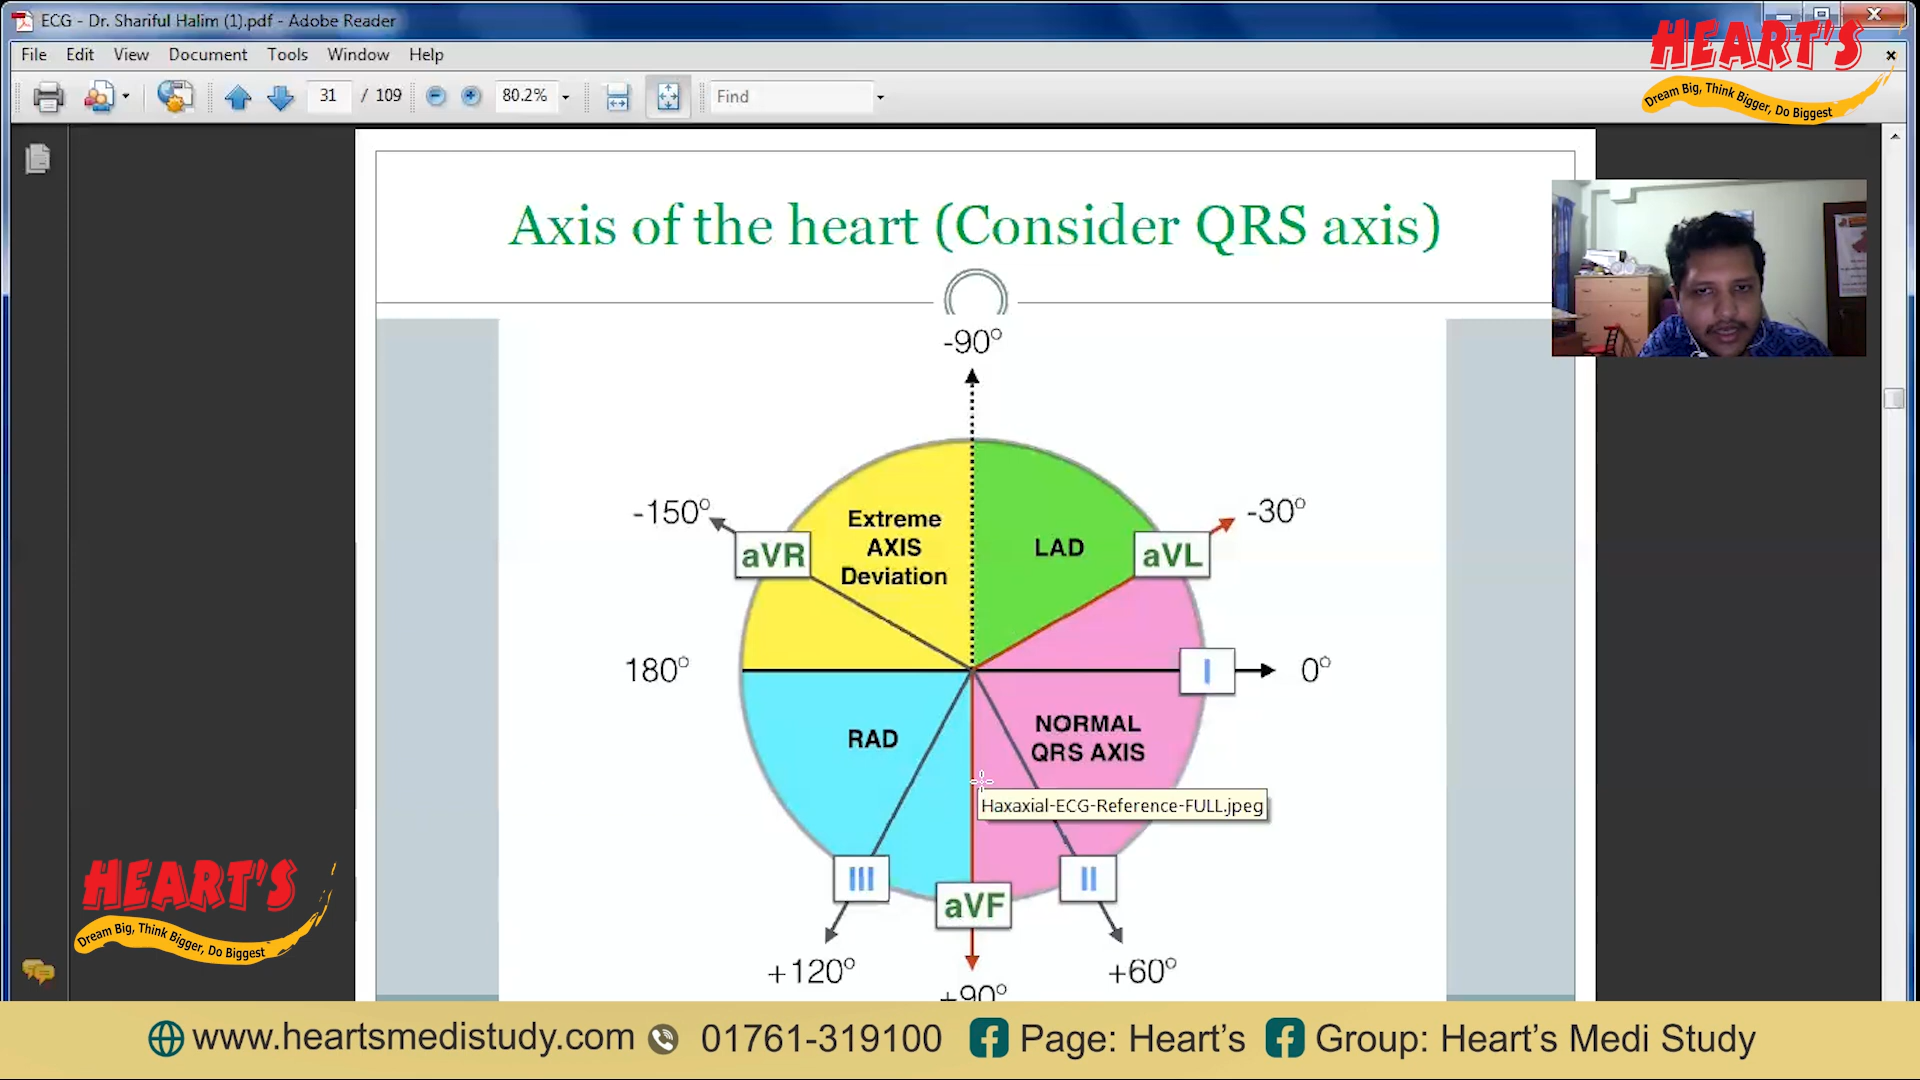 ECG - Dr. Shariful Halim (1).pdf - Adobe Reader
File Edit View Document Tools Window Help
31 / 109 80.2% Find
HEART'S
Dream Big, Think Bigger, Do Biggest
Axis of the heart (Consider QRS axis)
-90°
-150°
-30°
aVR
Extreme
AXIS
Deviation
LAD
aVL
180°
I
0°
RAD
NORMAL
QRS AXIS
Haxaxial-ECG-Reference-FULL.jpeg
III
aVF
II
+120°
+90°
+60°
HEART'S
Dream Big, Think Bigger, Do Biggest
www.heartsmedistudy.com 01761-319100 Page: Heart's Group: Heart's Medi Study